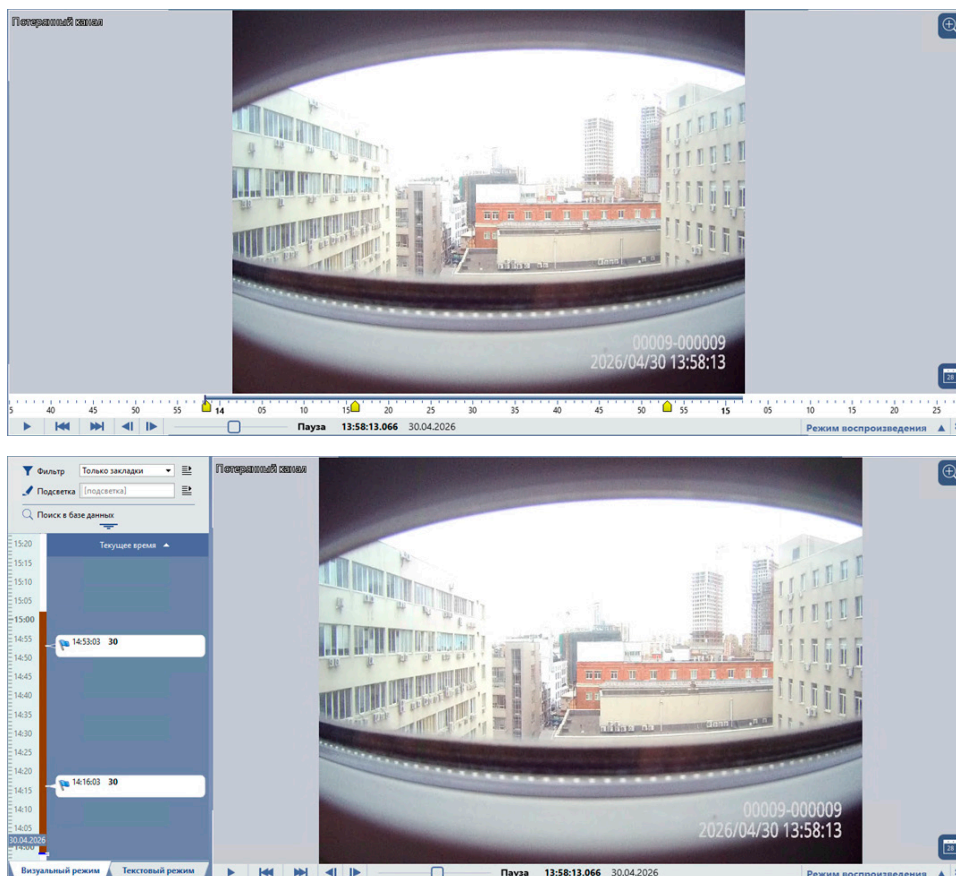 Потерянный канал
00009-000009
2026/04/30 13:58:13
28
5 40 45 50 55 14 05 10 15 20 25 30 35 40 45 50 55 15 05 10 15 20 25
Пауза 13:58:13.066 30.04.2026 Режим воспроизведения
Фильтр Только закладки
Подсветка [подсветка]
Поиск в базе данных
Текущее время
15:20
15:15
15:10
15:05
15:00
14:55
14:53:03 30
14:50
14:45
14:40
14:35
14:30
14:25
14:20
14:16:03 30
14:15
14:10
14:05
30.04.2026
14:00
Визуальный режим Текстовый режим
Потерянный канал
00009-000009
2026/04/30 13:58:13
28
Пауза 13:58:13.066 30.04.2026 Режим воспроизведения